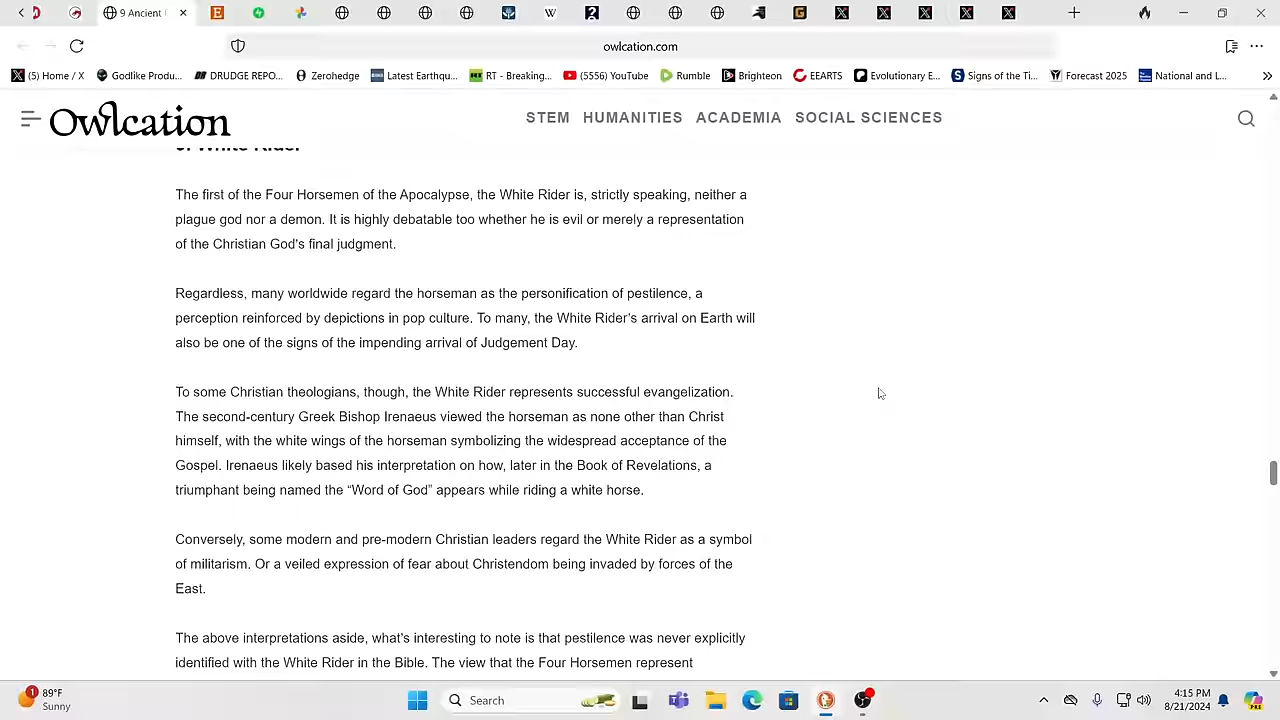 9 Ancient
owlcation.com
(5) Home / X
Godlike Produ...
DRUDGE REPO...
Zerohedge
Latest Earthqu...
RT - Breaking...
(5556) YouTube
Rumble
Brighteon
EEARTS
Evolutionary E...
Signs of the Ti...
Forecast 2025
National and L...
Owlcation
STEM HUMANITIES ACADEMIA SOCIAL SCIENCES
White Rider
The first of the Four Horsemen of the Apocalypse, the White Rider is, strictly speaking, neither a
plague god nor a demon. It is highly debatable too whether he is evil or merely a representation
of the Christian God's final judgment.
Regardless, many worldwide regard the horseman as the personification of pestilence, a
perception reinforced by depictions in pop culture. To many, the White Rider's arrival on Earth will
also be one of the signs of the impending arrival of Judgement Day.
To some Christian theologians, though, the White Rider represents successful evangelization.
The second-century Greek Bishop Irenaeus viewed the horseman as none other than Christ
himself, with the white wings of the horseman symbolizing the widespread acceptance of the
Gospel. Irenaeus likely based his interpretation on how, later in the Book of Revelations, a
triumphant being named the “Word of God” appears while riding a white horse.
Conversely, some modern and pre-modern Christian leaders regard the White Rider as a symbol
of militarism. Or a veiled expression of fear about Christendom being invaded by forces of the
East.
The above interpretations aside, what's interesting to note is that pestilence was never explicitly
identified with the White Rider in the Bible. The view that the Four Horsemen represent
1
89°F
Sunny
Search
4:15 PM
8/21/2024